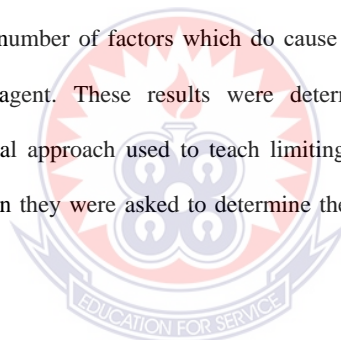 number of factors which do cause
agent. These results were deter
al approach used to teach limiting
n they were asked to determine the
EDUCATION FOR SERVICE